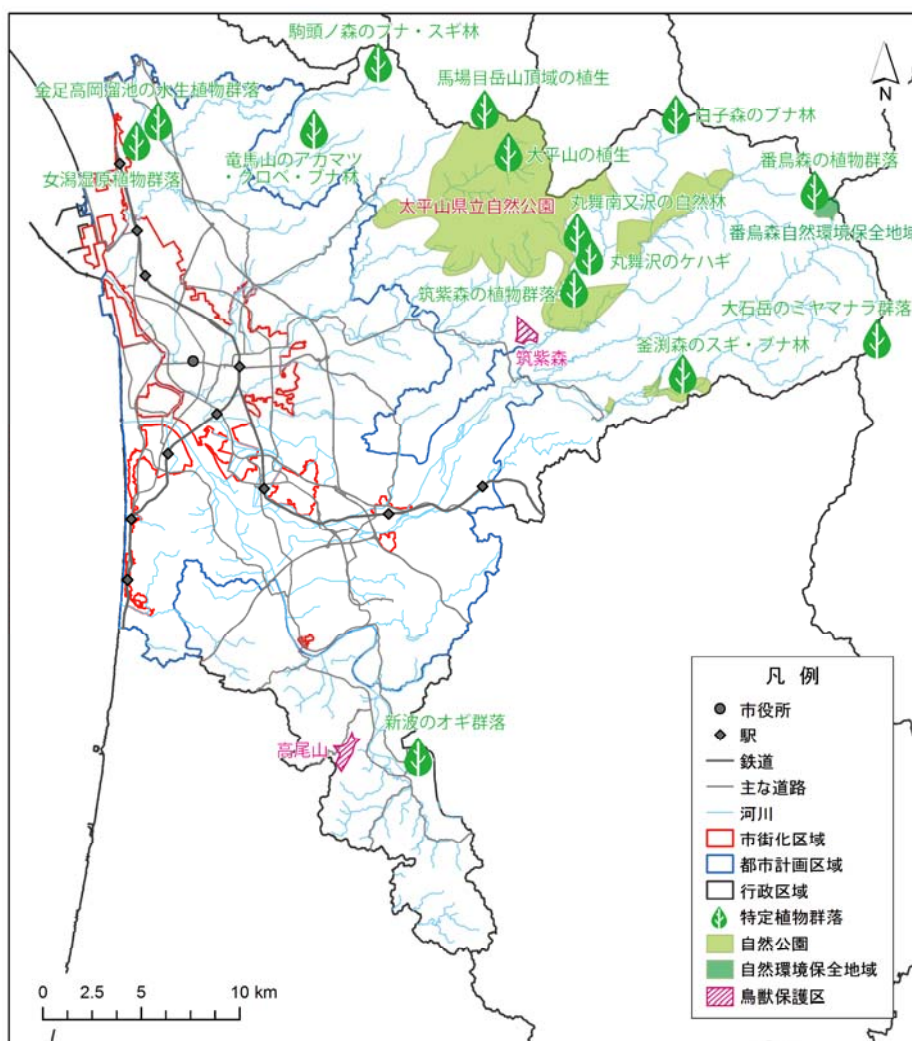 駒頭ノ森のブナ・スギ林
馬場目岳山頂域の植生
金足高岡溜池の水生植物群落
白子森のブナ林
N
女潟湿原植物群落
竜馬山のアカマツ
・クロベ・ブナ林
太平山の植生
番鳥森の植物群落
太平山県立自然公園
丸舞南又沢の自然林
番鳥森自然環境保全地域
丸舞沢のケハギ
筑紫森の植物群落
大石岳のミヤマナラ群落
筑紫森
釜渕森のスギ・ブナ林
新波のオギ群落
高尾山
凡 例
市役所
駅
鉄道
主な道路
河川
市街化区域
都市計画区域
行政区域
特定植物群落
自然公園
自然環境保全地域
鳥獣保護区
0 2.5 5 10 km